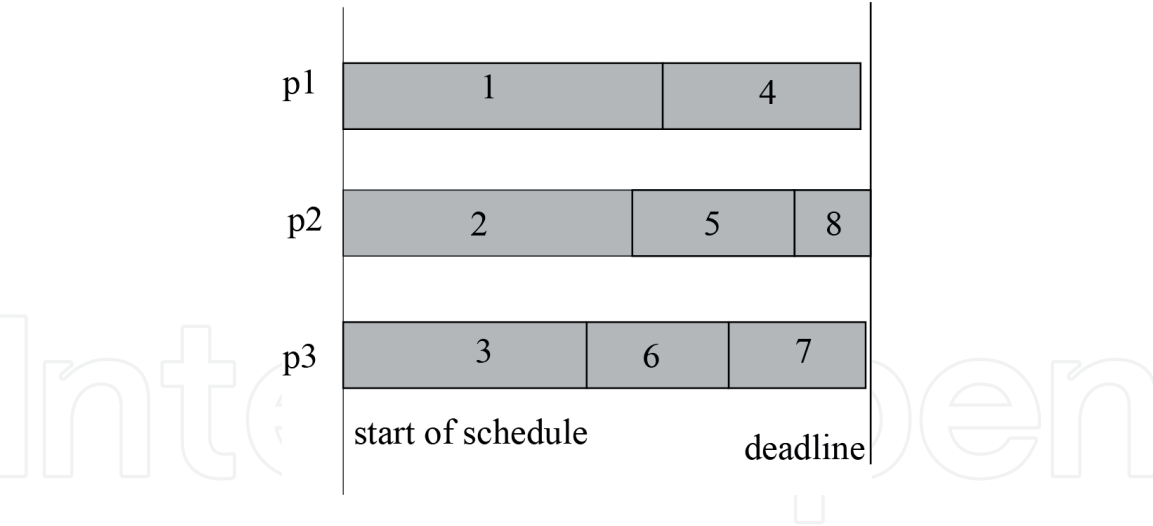 p1 1 4
p2 2 5 8
p3 3 6 7
start of schedule
deadline